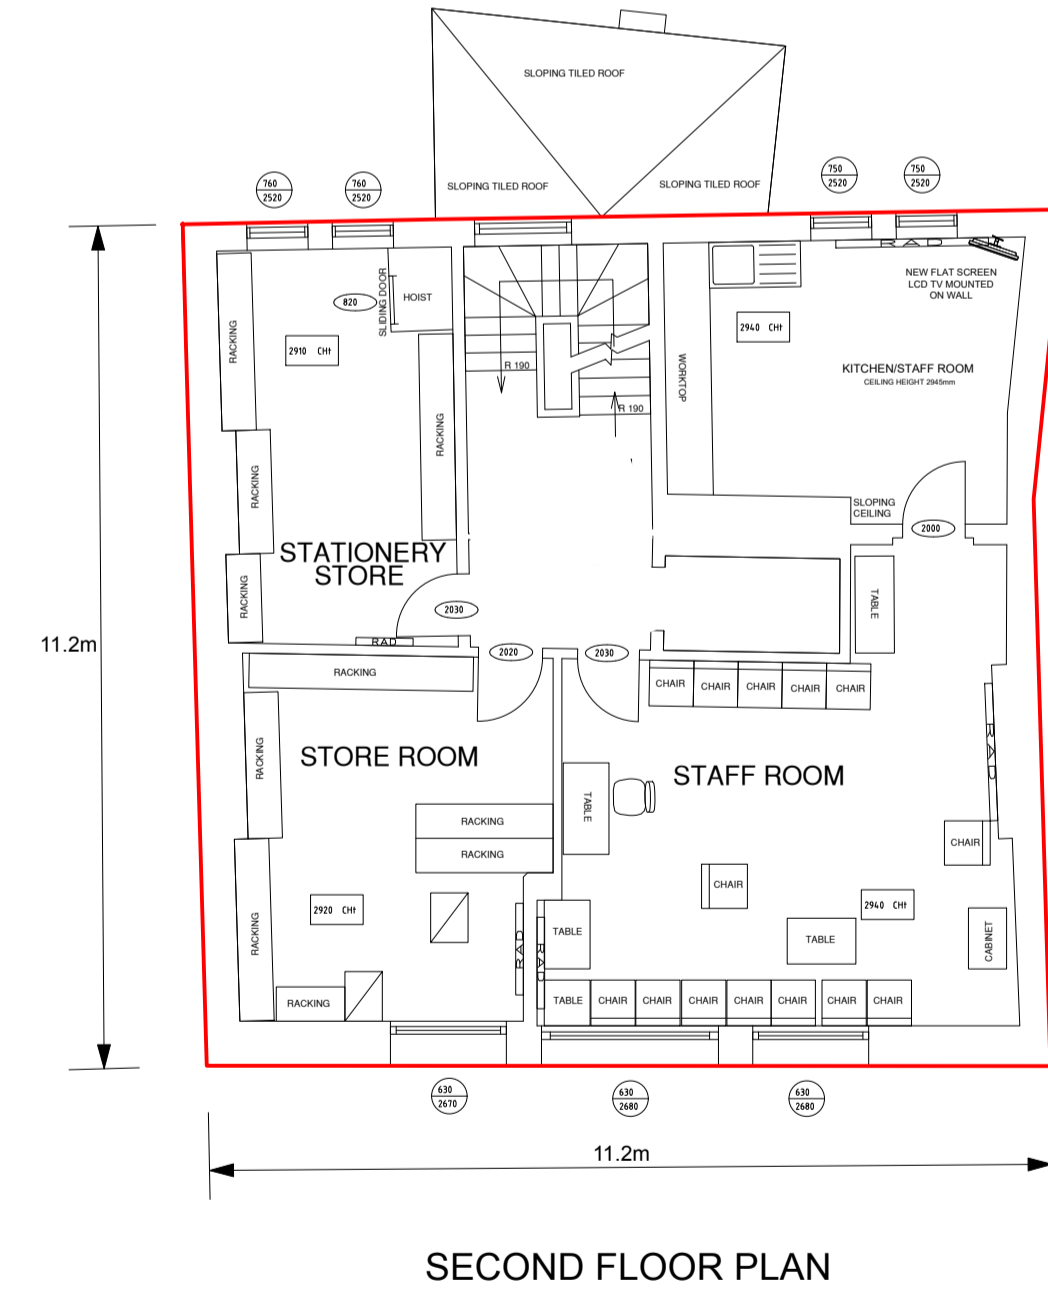 SLOPING TILED ROOF
SLOPING TILED ROOF
SLOPING TILED ROOF
760
2520
760
2520
750
2520
750
2520
RACKING
820
SLIDING DOOR
HOIST
2910 CHt
RACKING
RACKING
RACKING
STATIONERY
STORE
RAD
2030
R 190
R 190
WORKTOP
2940 CHt
RAD
NEW FLAT SCREEN
LCD TV MOUNTED
ON WALL
KITCHEN/STAFF ROOM
CEILING HEIGHT 2945mm
SLOPING
CEILING
2000
TABLE
11.2m
2020
2030
RACKING
RACKING
STORE ROOM
RACKING
RACKING
RACKING
2920 CHt
RACKING
RAD
CHAIR
CHAIR
CHAIR
CHAIR
CHAIR
STAFF ROOM
RAD
TABLE
CHAIR
CHAIR
2940 CHt
TABLE
CABINET
TABLE
RAD
TABLE
CHAIR
CHAIR
CHAIR
CHAIR
CHAIR
CHAIR
CHAIR
630
2670
630
2680
630
2680
11.2m
SECOND FLOOR PLAN